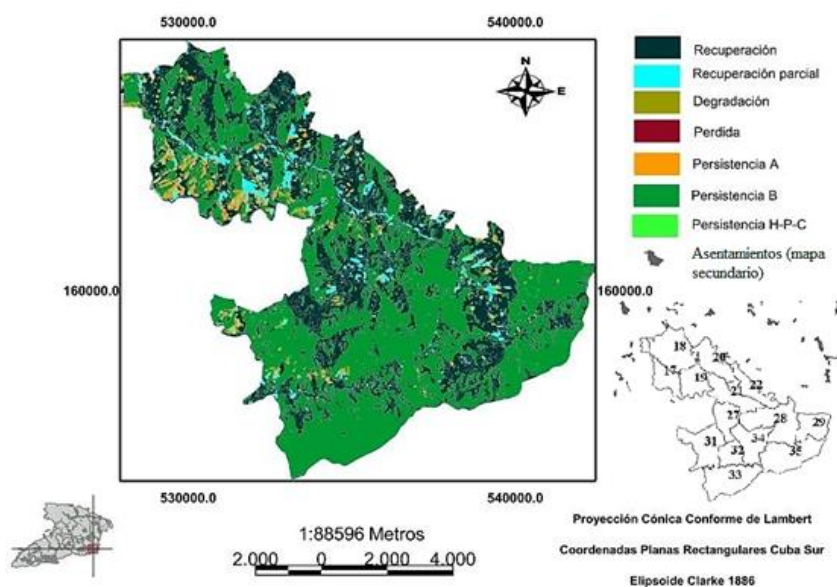 530000.0
540000.0
N
E
160000.0
160000.0
530000.0
540000.0
Recuperación
Recuperación parcial
Degradación
Perdida
Persistencia A
Persistencia B
Persistencia H-P-C
Asentamientos (mapa
secundario)
18
20
17
19
21
22
27
28
29
31
34
32
35
33
1:88596 Metros
2.000
0
2.000
4.000
Proyección Cónica Conforme de Lambert
Coordenadas Planas Rectangulares Cuba Sur
Elipsoide Clarke 1886